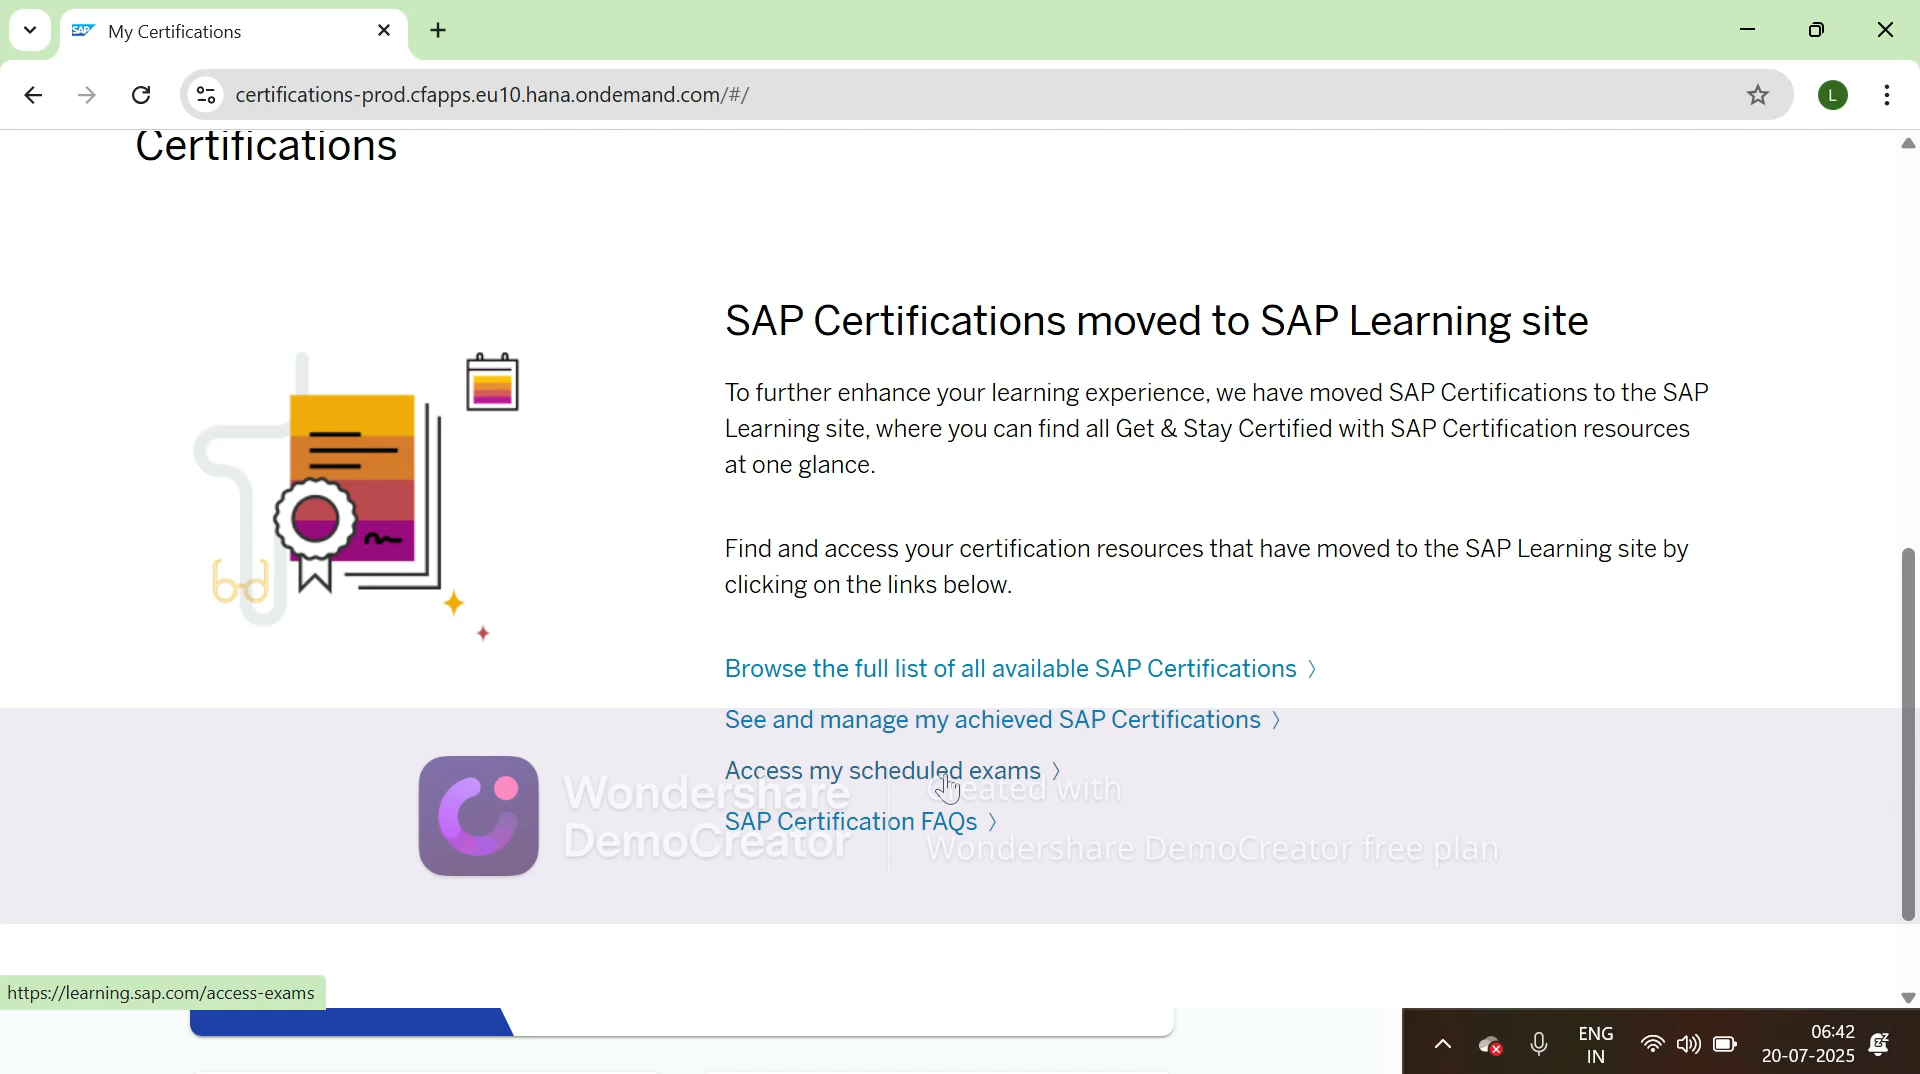 SAP My Certifications
certifications-prod.cfapps.eu10.hana.ondemand.com/#/
L
Certifications
SAP Certifications moved to SAP Learning site
To further enhance your learning experience, we have moved SAP Certifications to the SAP
Learning site, where you can find all Get & Stay Certified with SAP Certification resources
at one glance.
Find and access your certification resources that have moved to the SAP Learning site by
clicking on the links below.
Browse the full list of all available SAP Certifications
See and manage my achieved SAP Certifications
Access my scheduled exams
SAP Certification FAQs
Wondershare
DemoCreator
Created with
Wondershare DemoCreator free plan
https://learning.sap.com/access-exams
ENG
IN
06:42
20-07-2025